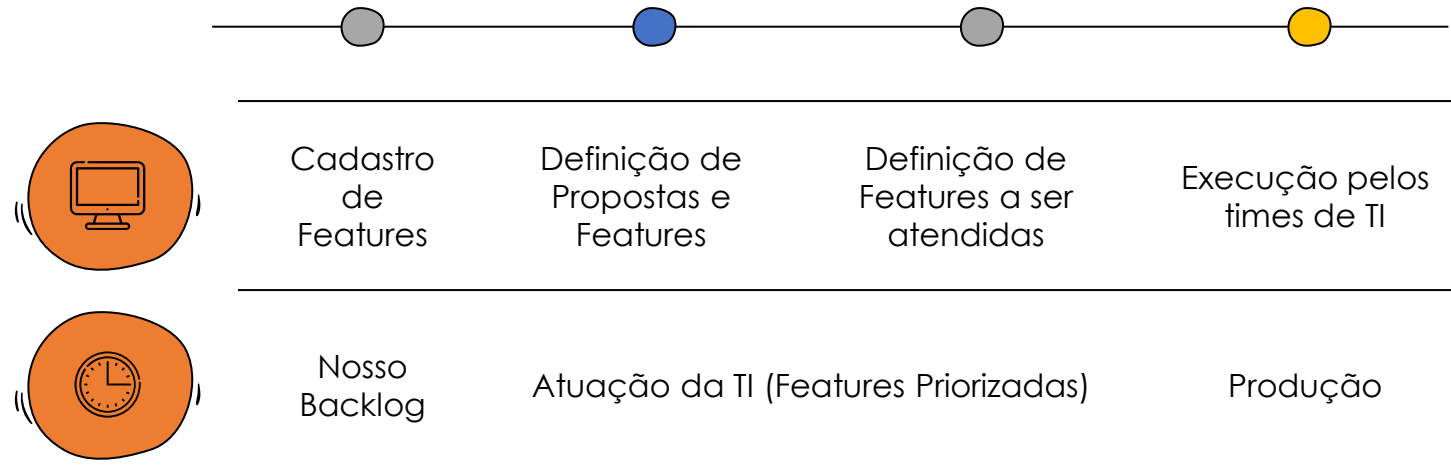 Cadastro
de
Features
Definição de
Propostas e
Features
Definição de
Features a ser
atendidas
Execução pelos
times de TI
Nosso
Backlog
Atuação da TI (Features Priorizadas)
Produção